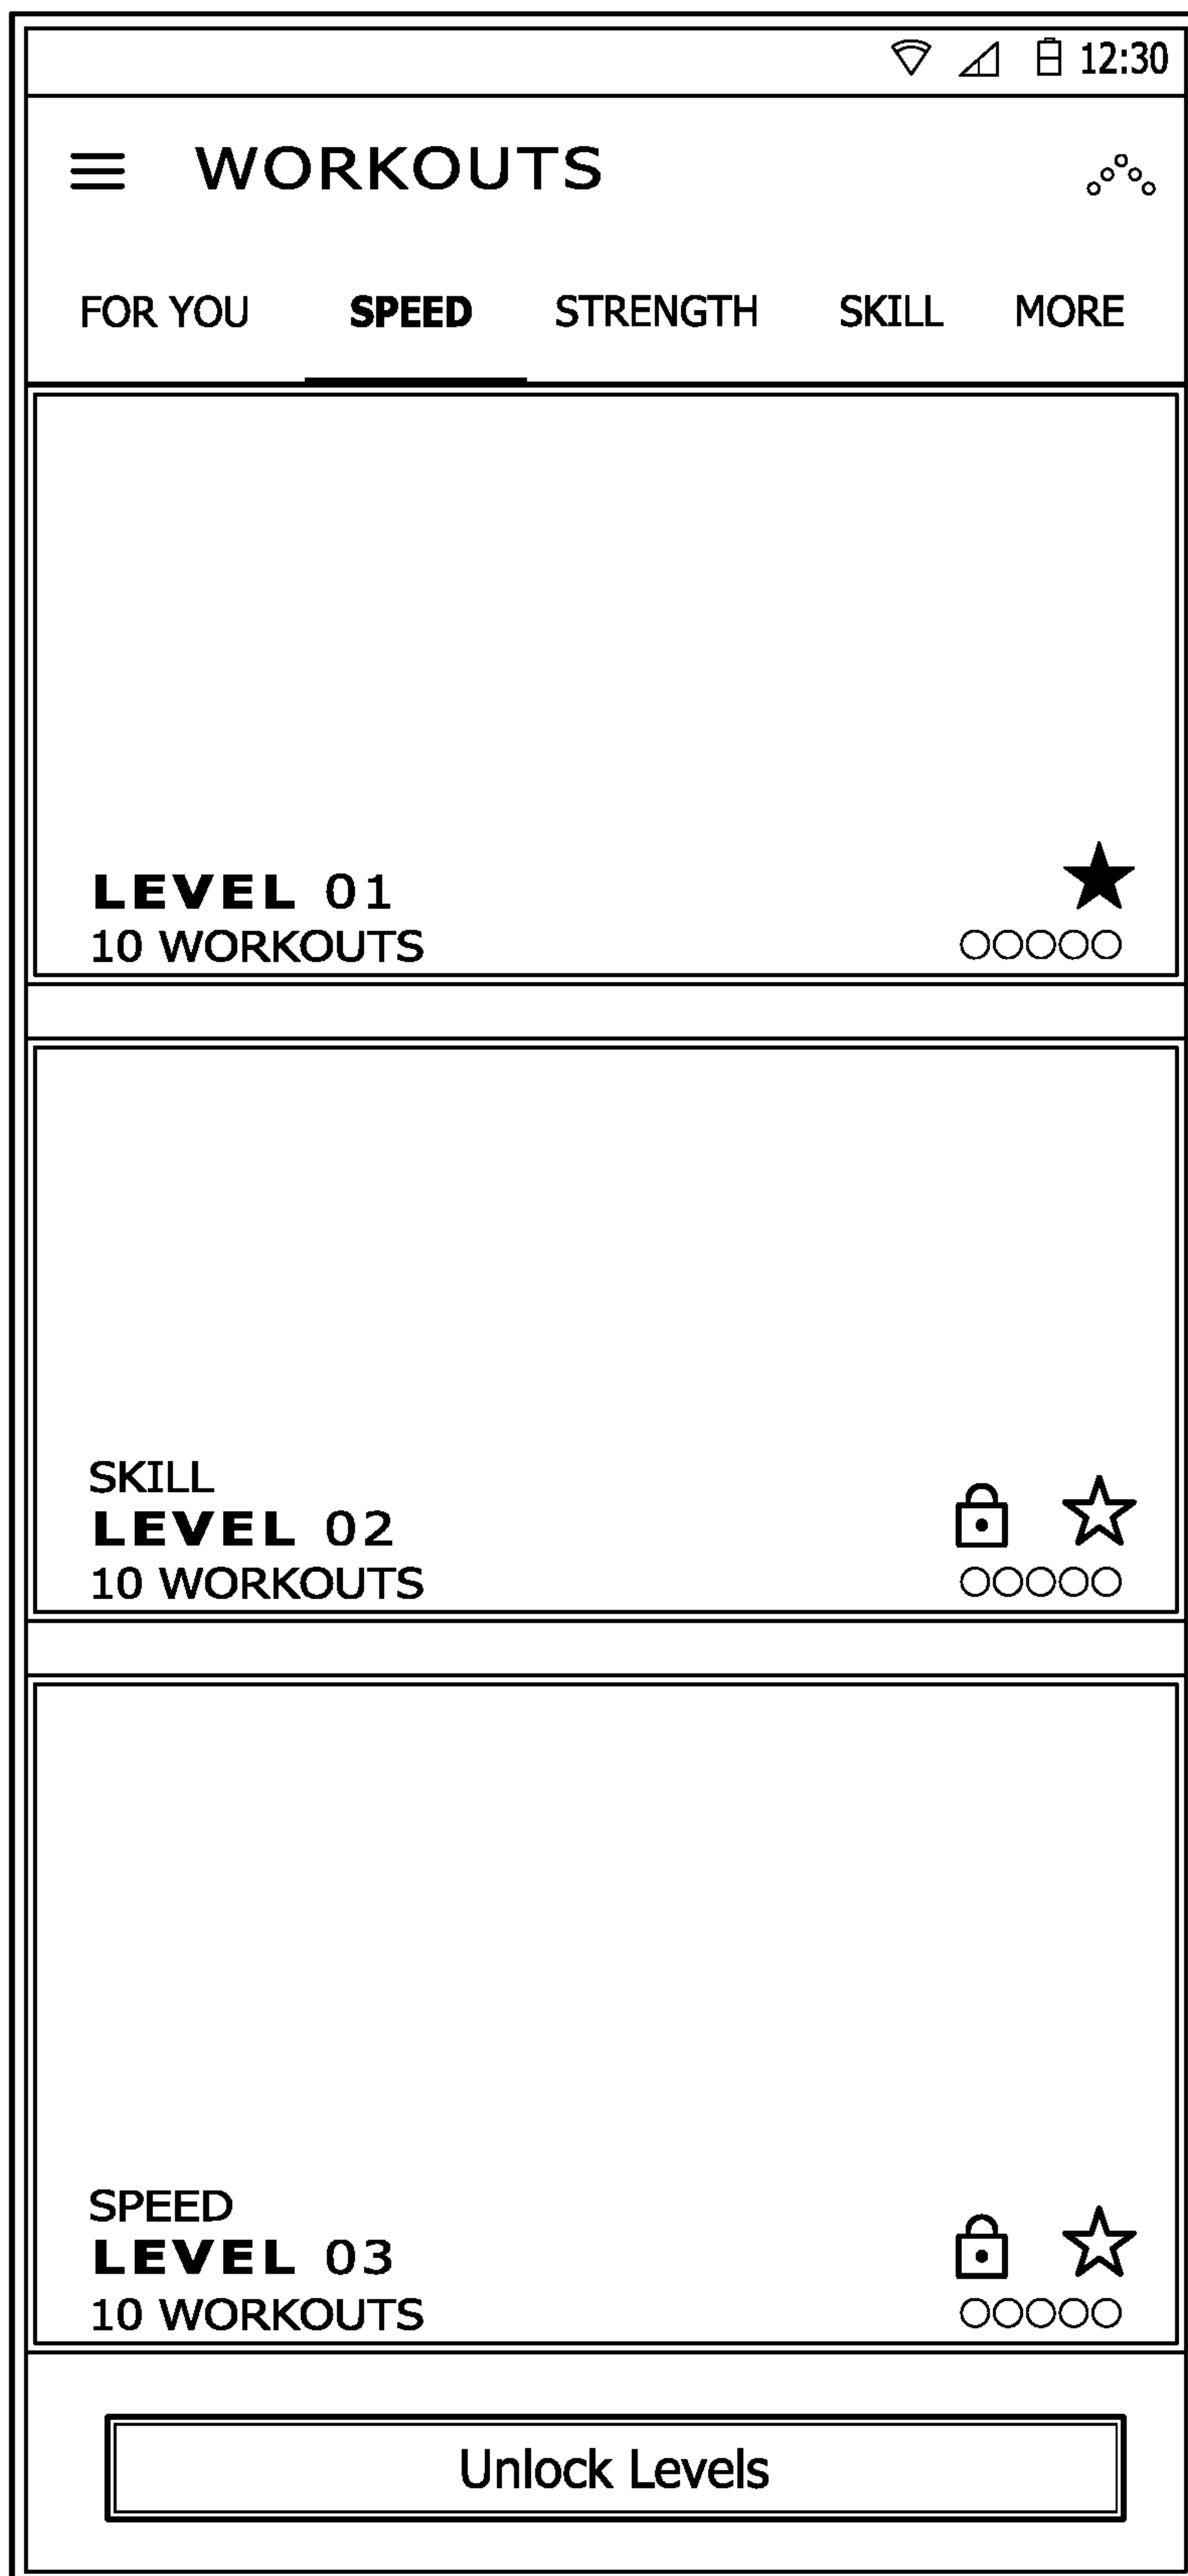 12:30
WORKOUTS
FOR YOU SPEED STRENGTH SKILL MORE
LEVEL 01
10 WORKOUTS
SKILL
LEVEL 02
10 WORKOUTS
SPEED
LEVEL 03
10 WORKOUTS
Unlock Levels